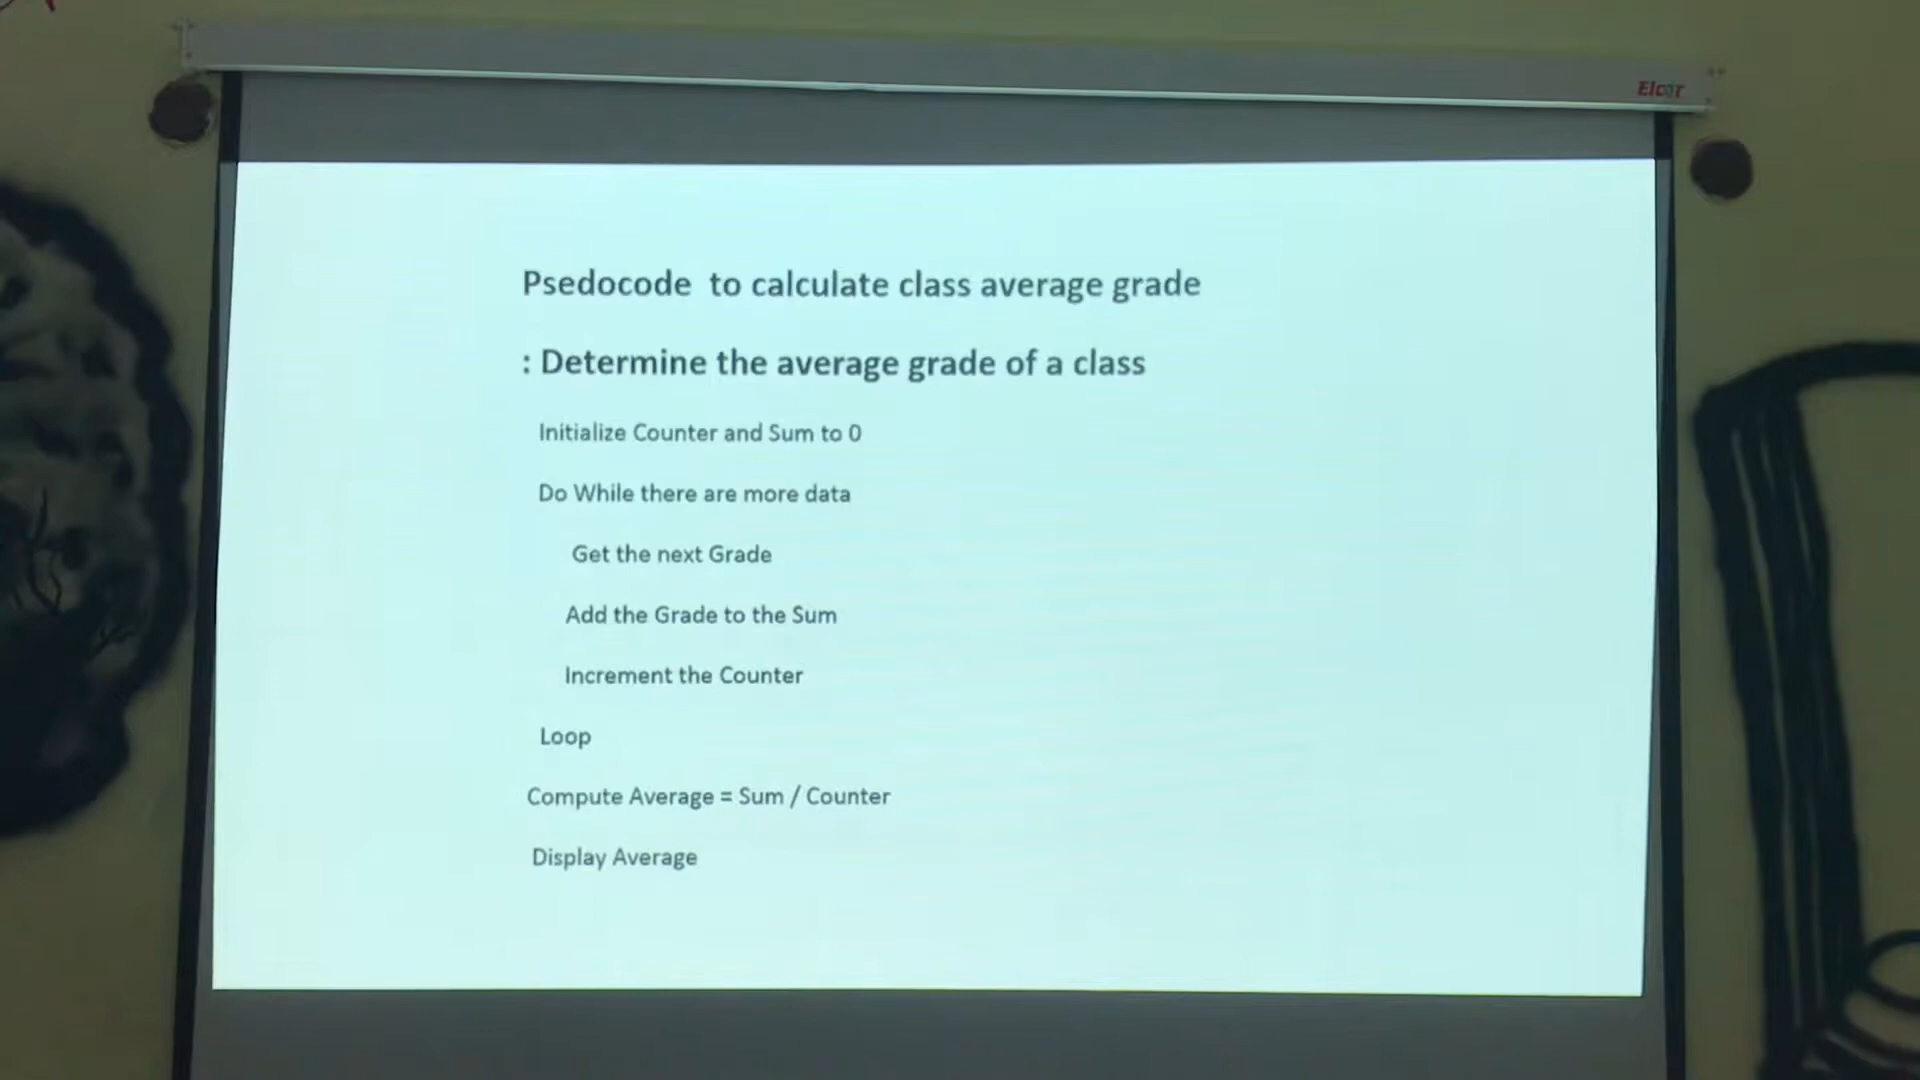 Elcor
Psedocode to calculate class average grade
: Determine the average grade of a class
Initialize Counter and Sum to 0
Do While there are more data
Get the next Grade
Add the Grade to the Sum
Increment the Counter
Loop
Compute Average = Sum / Counter
Display Average